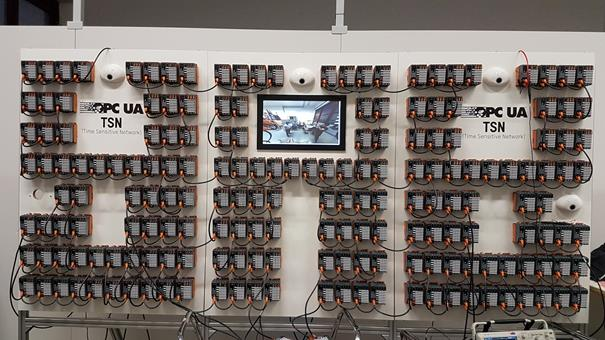 OPC UA
TSN
(Time Sensitive Network)
OPC UA
TSN
(Time Sensitive Network)